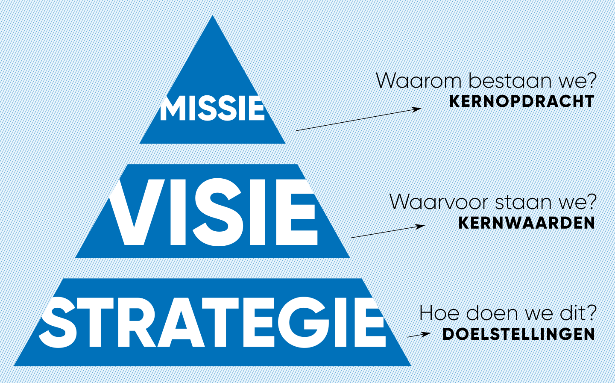 Waarom bestaan we?
MISSIE
KERNOPDRACHT
VISIE
Waarvoor staan we?
KERNWAARDEN
STRATEGIE
Hoe doen we dit?
DOELSTELLINGEN